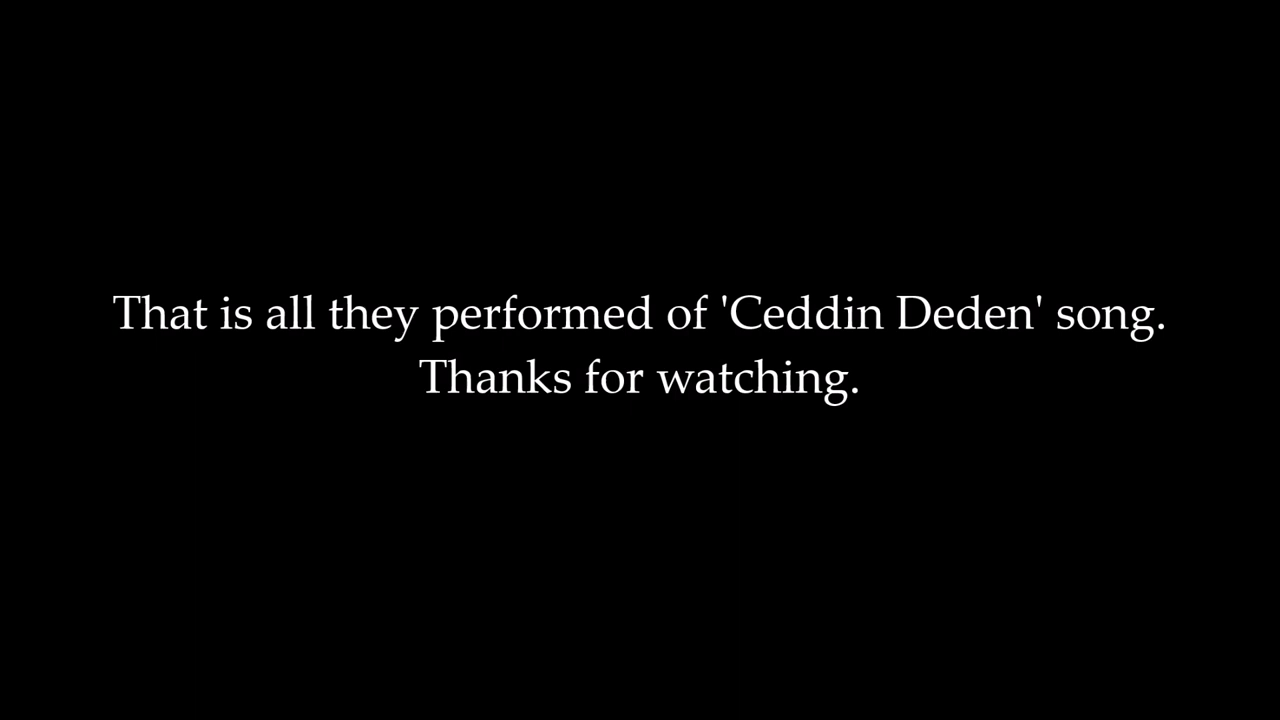 That is all they performed of 'Ceddin Deden' song.
Thanks for watching.